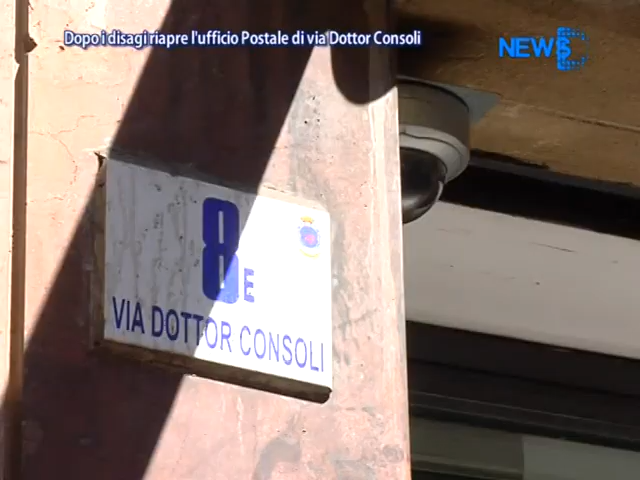 Dopo i disagi riapre l'ufficio Postale di via Dottor Consoli
NEWS D
8E
VIA DOTTOR CONSOLI